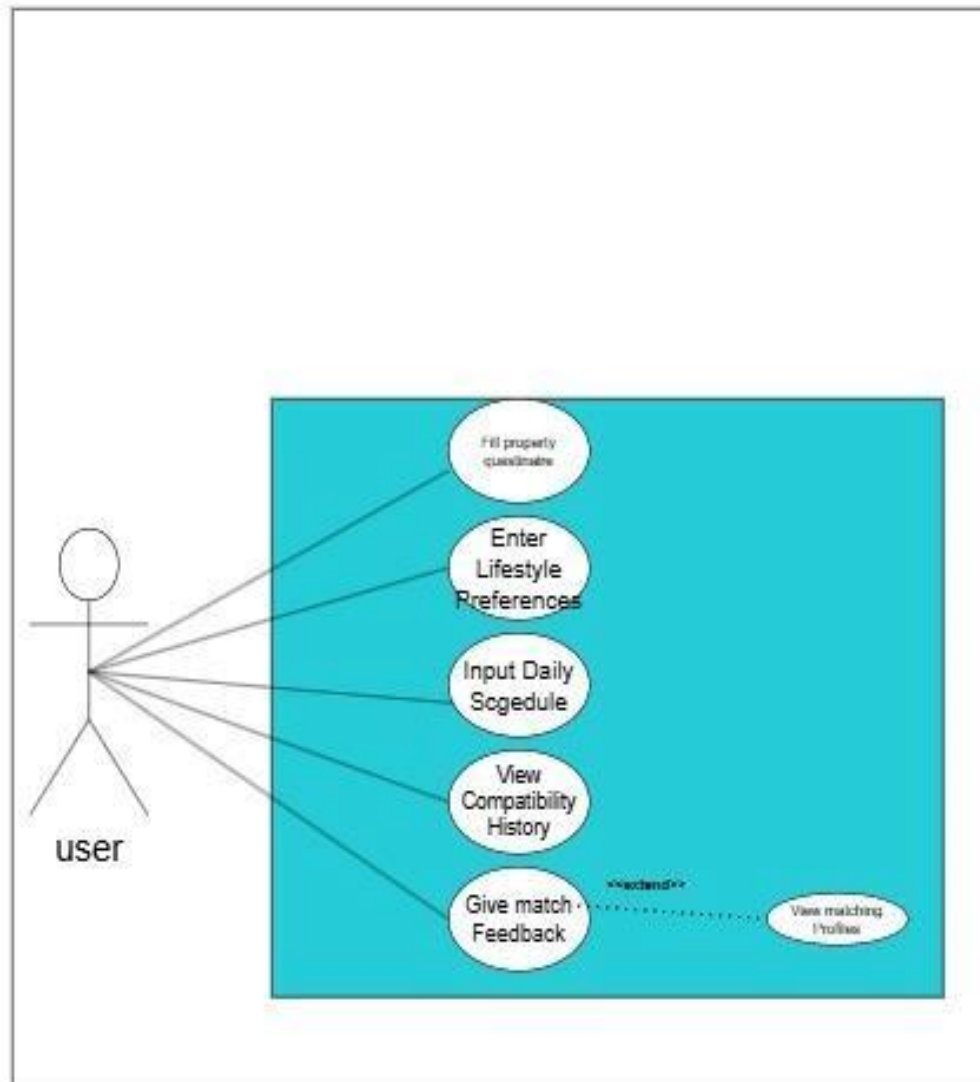 Fill property
questinaire
Enter
Lifestyle
Preferences
Input Daily
Scgedule
View
Compatibility
History
user
Give match
Feedback
<<extend>>
View matching
Profiles